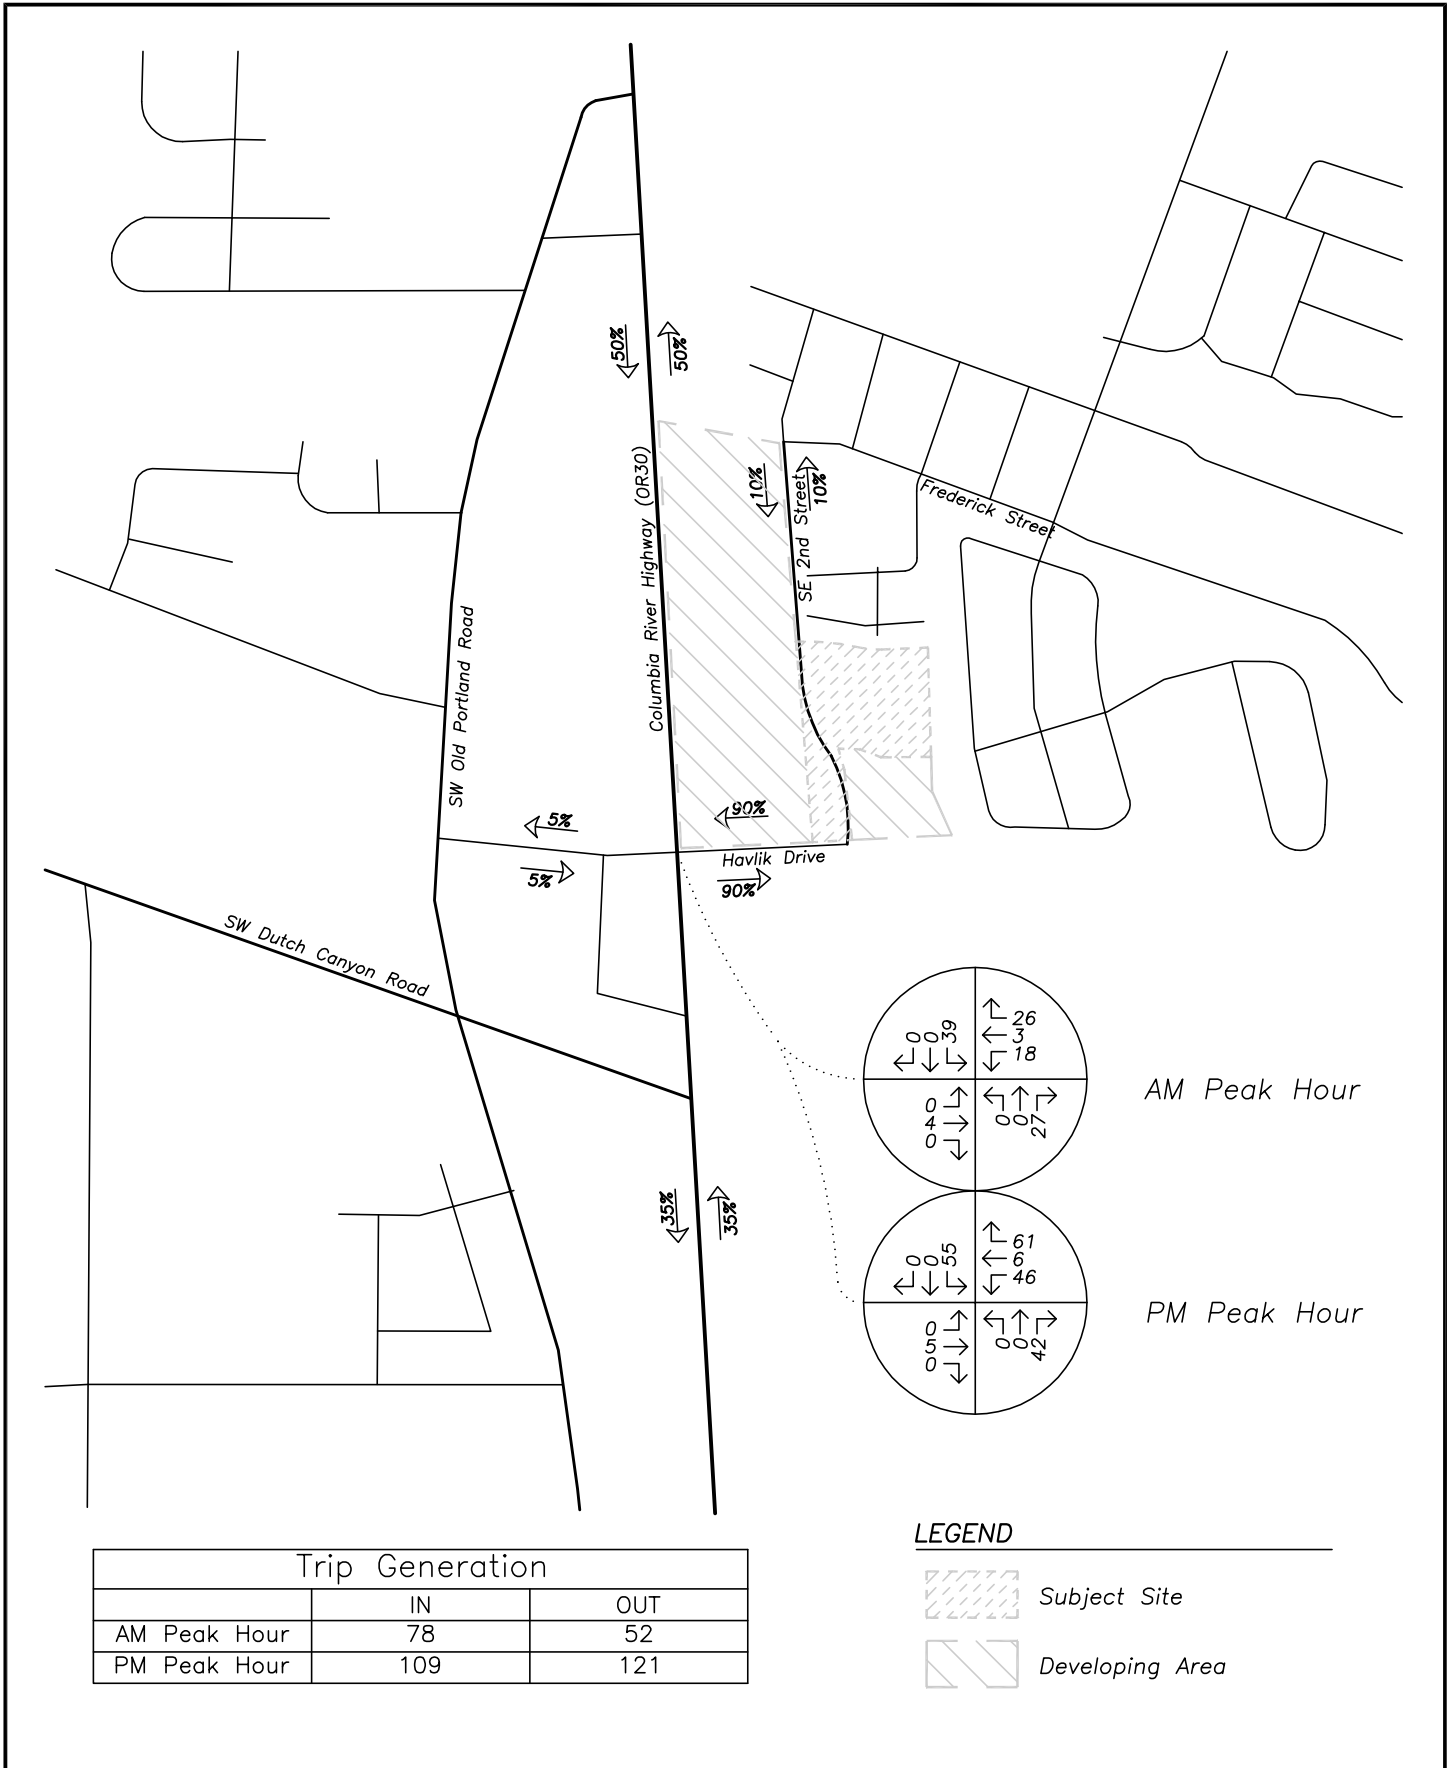 50%
50%
Columbia River Highway (OR30)
10%
10%
SE 2nd Street
Frederick Street
SW Old Portland Road
5%
90%
5%
Havlik Drive
90%
SW Dutch Canyon Road
0
0
39
26
3
18
0
4
0
0
0
27
AM Peak Hour
35%
35%
0
0
55
61
6
46
0
5
0
0
0
42
PM Peak Hour
Trip Generation
IN OUT
AM Peak Hour 78 52
PM Peak Hour 109 121
LEGEND
Subject Site
Developing Area